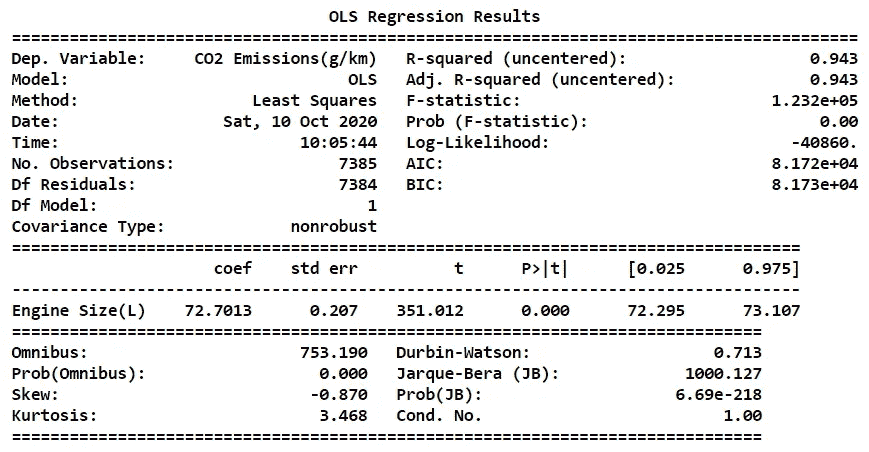 OLS Regression Results
==============================================================================
Dep. Variable: CO2 Emissions(g/km) R-squared (uncentered): 0.943
Model: OLS Adj. R-squared (uncentered): 0.943
Method: Least Squares F-statistic: 1.232e+05
Date: Sat, 10 Oct 2020 Prob (F-statistic): 0.00
Time: 10:05:44 Log-Likelihood: -40860.
No. Observations: 7385 AIC: 8.172e+04
Df Residuals: 7384 BIC: 8.173e+04
Df Model: 1
Covariance Type: nonrobust
==============================================================================
coef std err t P>|t| [0.025 0.975]
------------------------------------------------------------------------------
Engine Size(L) 72.7013 0.207 351.012 0.000 72.295 73.107
==============================================================================
Omnibus: 753.190 Durbin-Watson: 0.713
Prob(Omnibus): 0.000 Jarque-Bera (JB): 1000.127
Skew: -0.870 Prob(JB): 6.69e-218
Kurtosis: 3.468 Cond. No. 1.00
==============================================================================